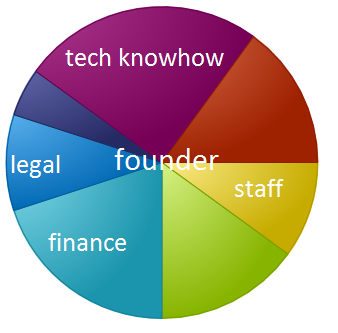 tech knowhow
founder
legal
staff
finance